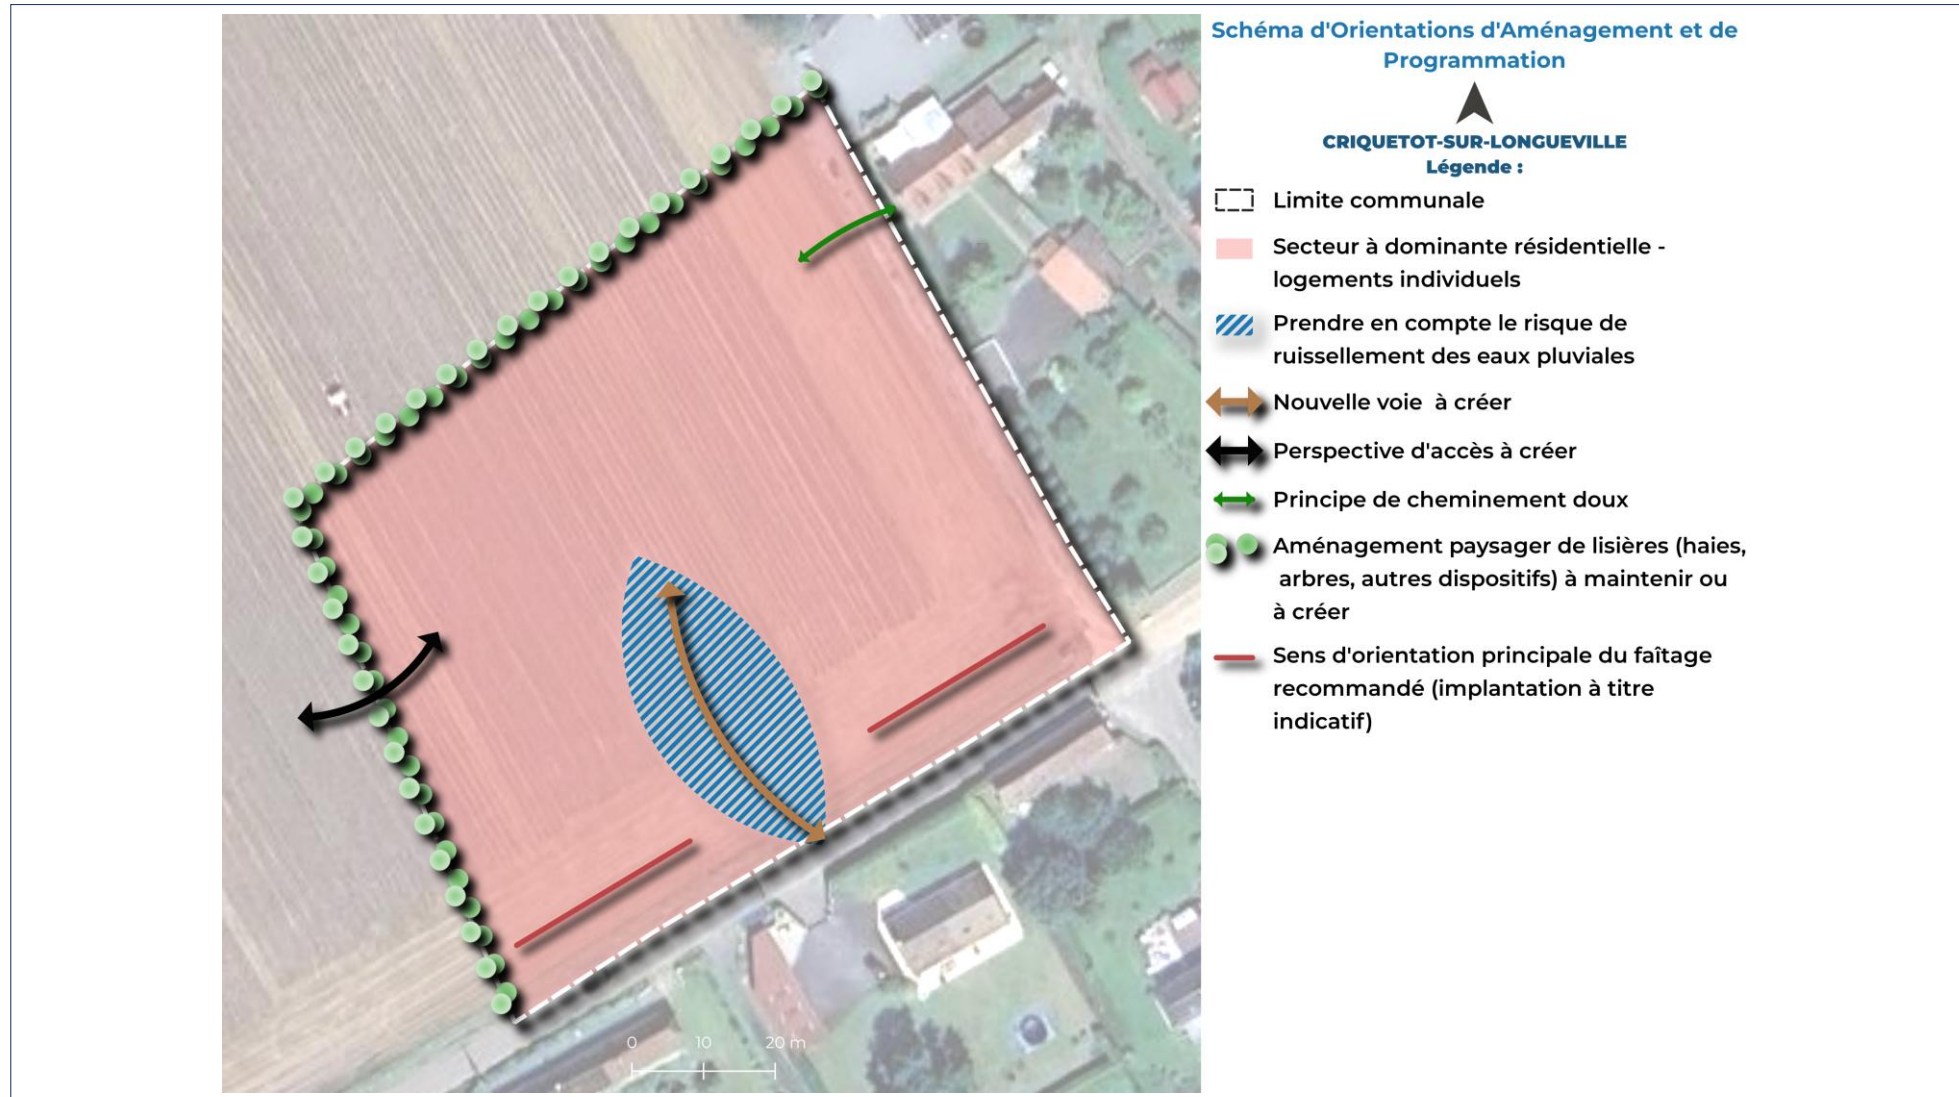 Schéma d'Orientations d'Aménagement et de
Programmation
CRIQUETOT-SUR-LONGUEVILLE
Légende :
Limite communale
Secteur à dominante résidentielle -
logements individuels
Prendre en compte le risque de
ruissellement des eaux pluviales
Nouvelle voie à créer
Perspective d'accès à créer
Principe de cheminement doux
Aménagement paysager de lisières (haies,
arbres, autres dispositifs) à maintenir ou
à créer
Sens d'orientation principale du faîtage
recommandé (implantation à titre
indicatif)
0 10 20 m